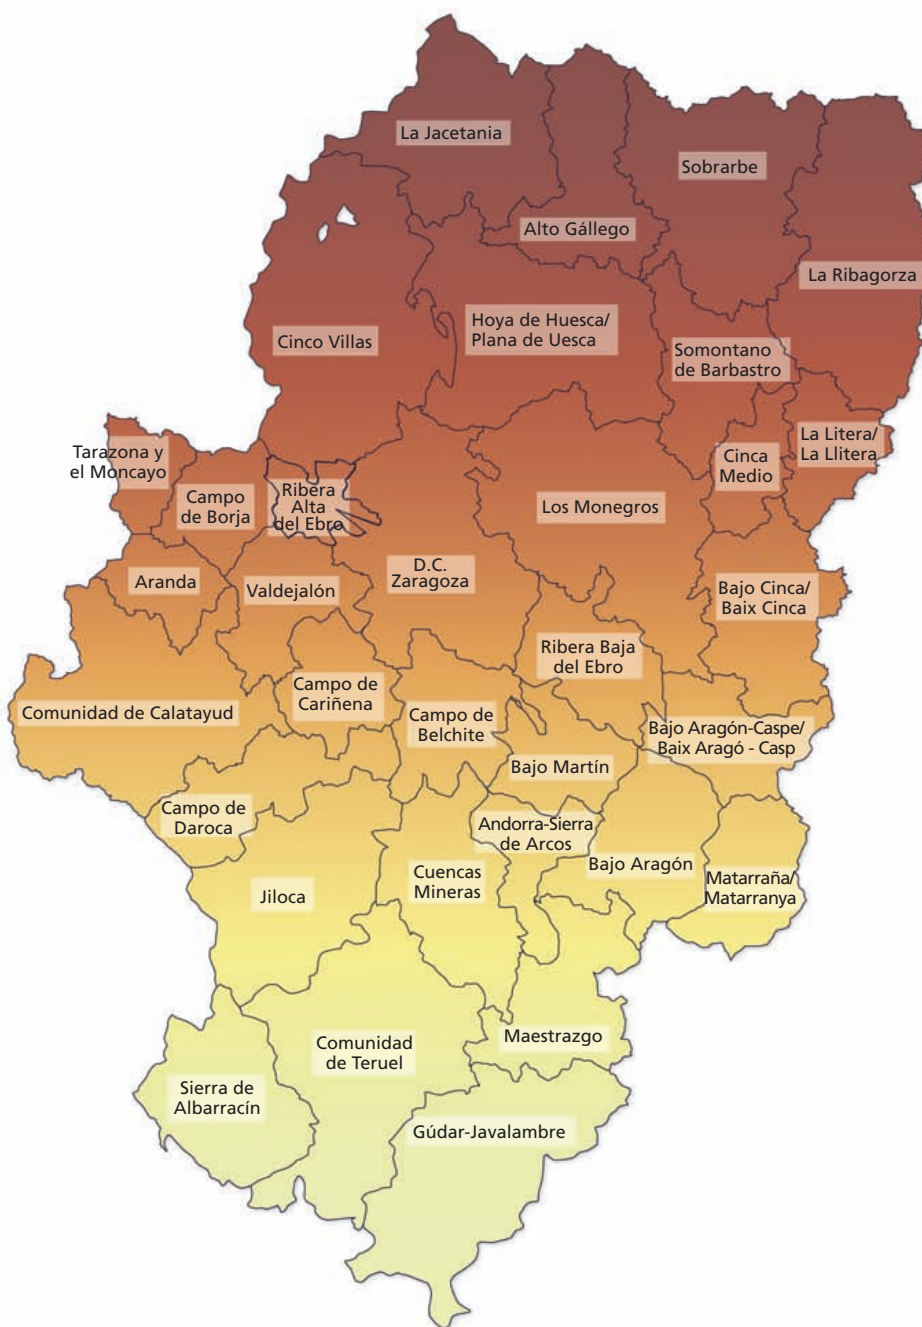 La Jacetania
Sobrarbe
Alto Gállego
La Ribagorza
Hoya de Huesca/
Plana de Uesca
Cinco Villas
Somontano
de Barbastro
Tarazona y
el Moncayo
La Litera/
La Llitera
Cinca
Medio
Campo
de Borja
Ribera
Alta
del Ebro
Los Monegros
D.C.
Zaragoza
Aranda
Valdejalón
Bajo Cinca/
Baix Cinca
Ribera Baja
del Ebro
Comunidad de Calatayud
Campo de
Cariñena
Campo de
Belchite
Bajo Aragón-Caspe/
Baix Aragó - Casp
Bajo Martín
Campo de
Daroca
Andorra-Sierra
de Arcos
Bajo Aragón
Cuencas
Mineras
Matarraña/
Matarranya
Jiloca
Maestrazgo
Comunidad
de Teruel
Sierra de
Albarracín
Gúdar-Javalambre